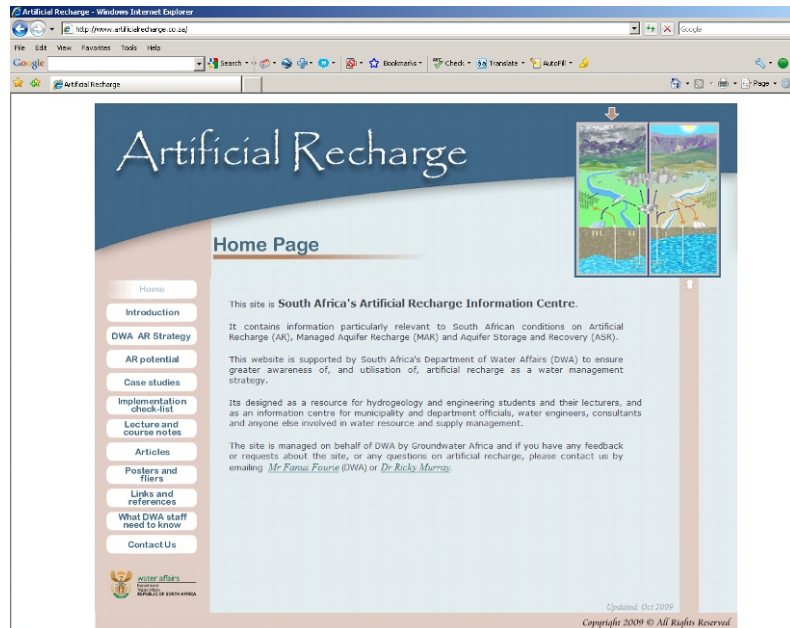 Artificial Recharge - Windows Internet Explorer
http://www.artificialrecharge.co.za/
Google
File Edit View Favorites Tools Help
Google Search Bookmarks Check Translate AutoFill
Artificial Recharge Page
Artificial Recharge
Home Page
Home
Introduction
DWA AR Strategy
AR potential
Case studies
Implementation
check-list
Lecture and
course notes
Articles
Posters and
fliers
Links and
references
What DWA staff
need to know
Contact Us
water affairs
Department:
Water Affairs
REPUBLIC OF SOUTH AFRICA
This site is South Africa's Artificial Recharge Information Centre.
It contains information particularly relevant to South African conditions on Artificial
Recharge (AR), Managed Aquifer Recharge (MAR) and Aquifer Storage and Recovery (ASR).
This website is supported by South Africa's Department of Water Affairs (DWA) to ensure
greater awareness of, and utilisation of, artificial recharge as a water management
strategy.
Its designed as a resource for hydrogeology and engineering students and their lecturers, and
as an information centre for municipality and department officials, water engineers, consultants
and anyone else involved in water resource and supply management.
The site is managed on behalf of DWA by Groundwater Africa and if you have any feedback
or requests about the site, or any questions on artificial recharge, please contact us by
emailing Mr Fanus Fourie (DWA) or Dr Ricky Murray.
Updated: Oct 2009
Copyright 2009 © All Rights Reserved